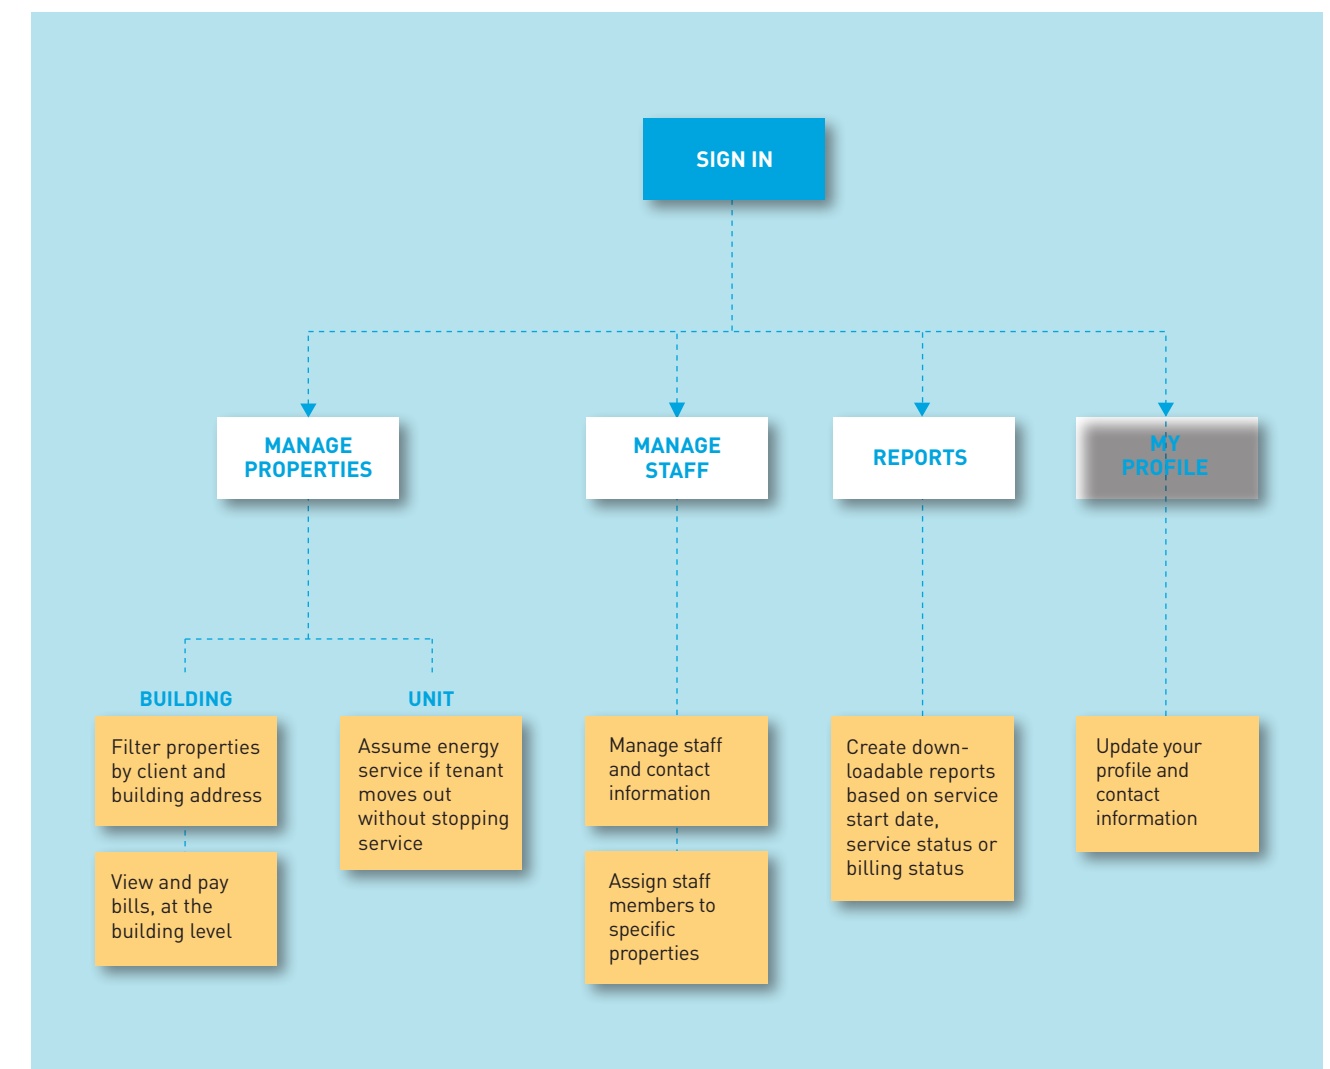 SIGN IN
MANAGE
PROPERTIES
MANAGE
STAFF
REPORTS
MY
PROFILE
BUILDING
Filter properties
by client and
building address
View and pay
bills, at the
building level
UNIT
Assume energy
service if tenant
moves out
without stopping
service
Manage staff
and contact
information
Assign staff
members to
specific
properties
Create down-
loadable reports
based on service
start date,
service status or
billing status
Update your
profile and
contact
information